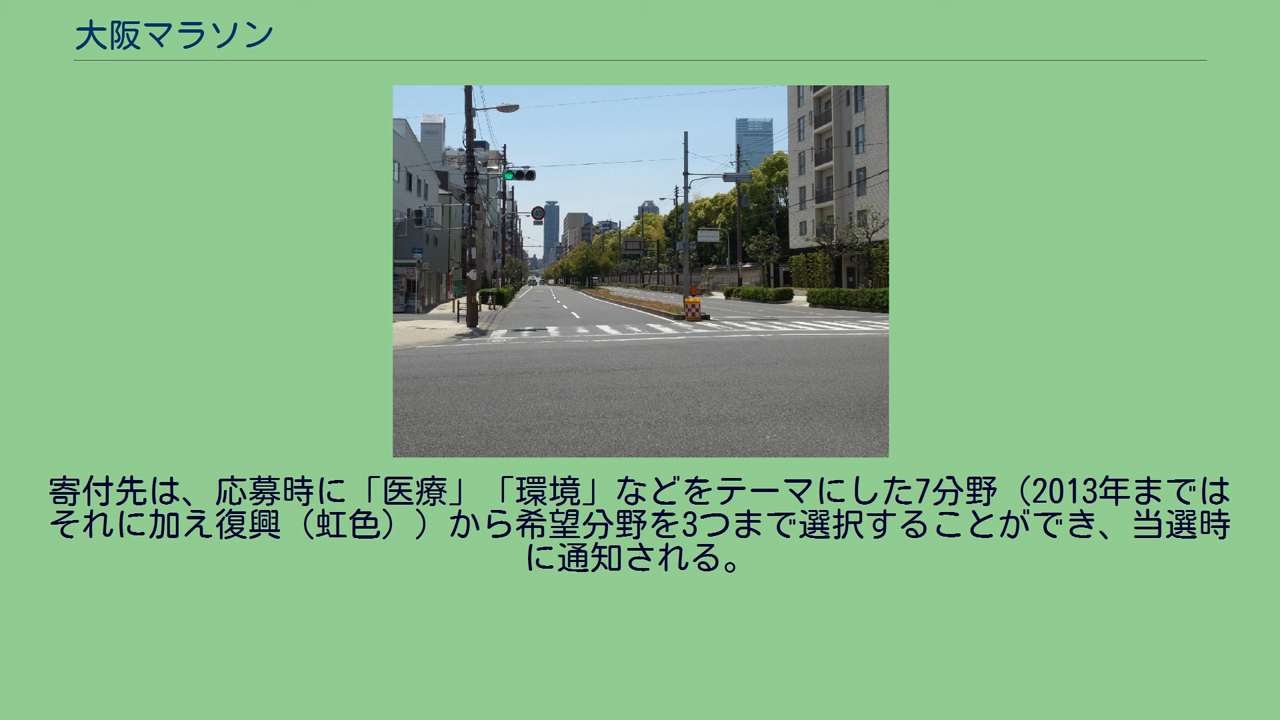 大阪マラソン
寄付先は、応募時に「医療」「環境」などをテーマにした7分野（2013年までは
それに加え復興（虹色））から希望分野を3つまで選択することができ、当選時
に通知される。